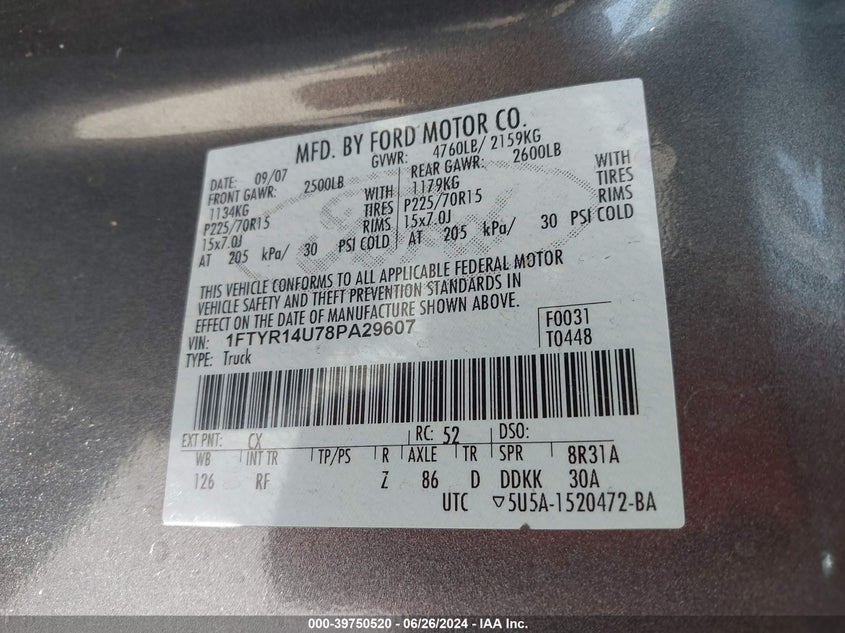 MFD. BY FORD MOTOR CO.
DATE: 09/07 GVWR: 4760LB/ 2159KG
FRONT GAWR: 2500LB REAR GAWR: 2600LB
1134KG WITH 1179KG WITH
P225/70R15 TIRES P225/70R15 TIRES
15x7.0J RIMS 15x7.0J RIMS
AT 205 kPa/ 30 PSI COLD AT 205 kPa/ 30 PSI COLD
THIS VEHICLE CONFORMS TO ALL APPLICABLE FEDERAL MOTOR
VEHICLE SAFETY AND THEFT PREVENTION STANDARDS IN
EFFECT ON THE DATE OF MANUFACTURE SHOWN ABOVE.
VIN: 1FTYR14U78PA29607 F0031
TYPE: Truck T0448
EXT PNT: CX RC: 52 DSO:
WB INT TR TP/PS R AXLE TR SPR 8R31A
126 RF Z 86 D DDKK 30A
UTC ▽5U5A-1520472-BA
000-39750520 - 06/26/2024 - IAA Inc.